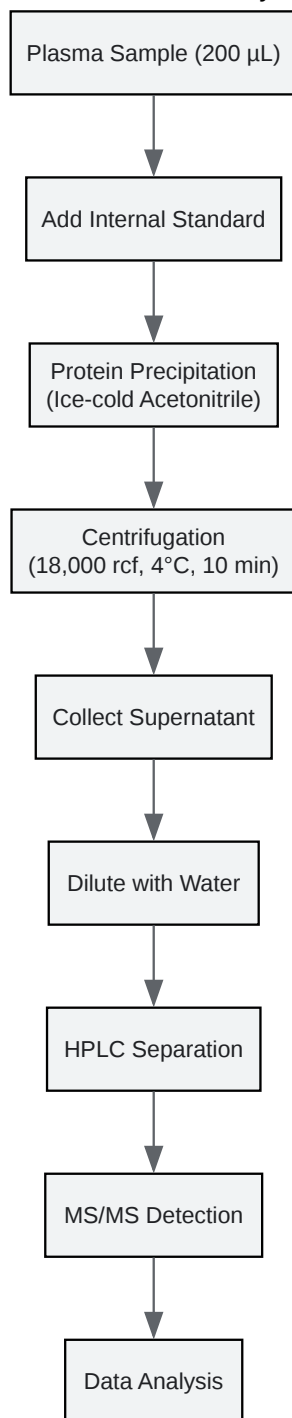 Plasma Sample (200 µL)
Add Internal Standard
Protein Precipitation
(Ice-cold Acetonitrile)
Centrifugation
(18,000 rcf, 4°C, 10 min)
Collect Supernatant
Dilute with Water
HPLC Separation
MS/MS Detection
Data Analysis